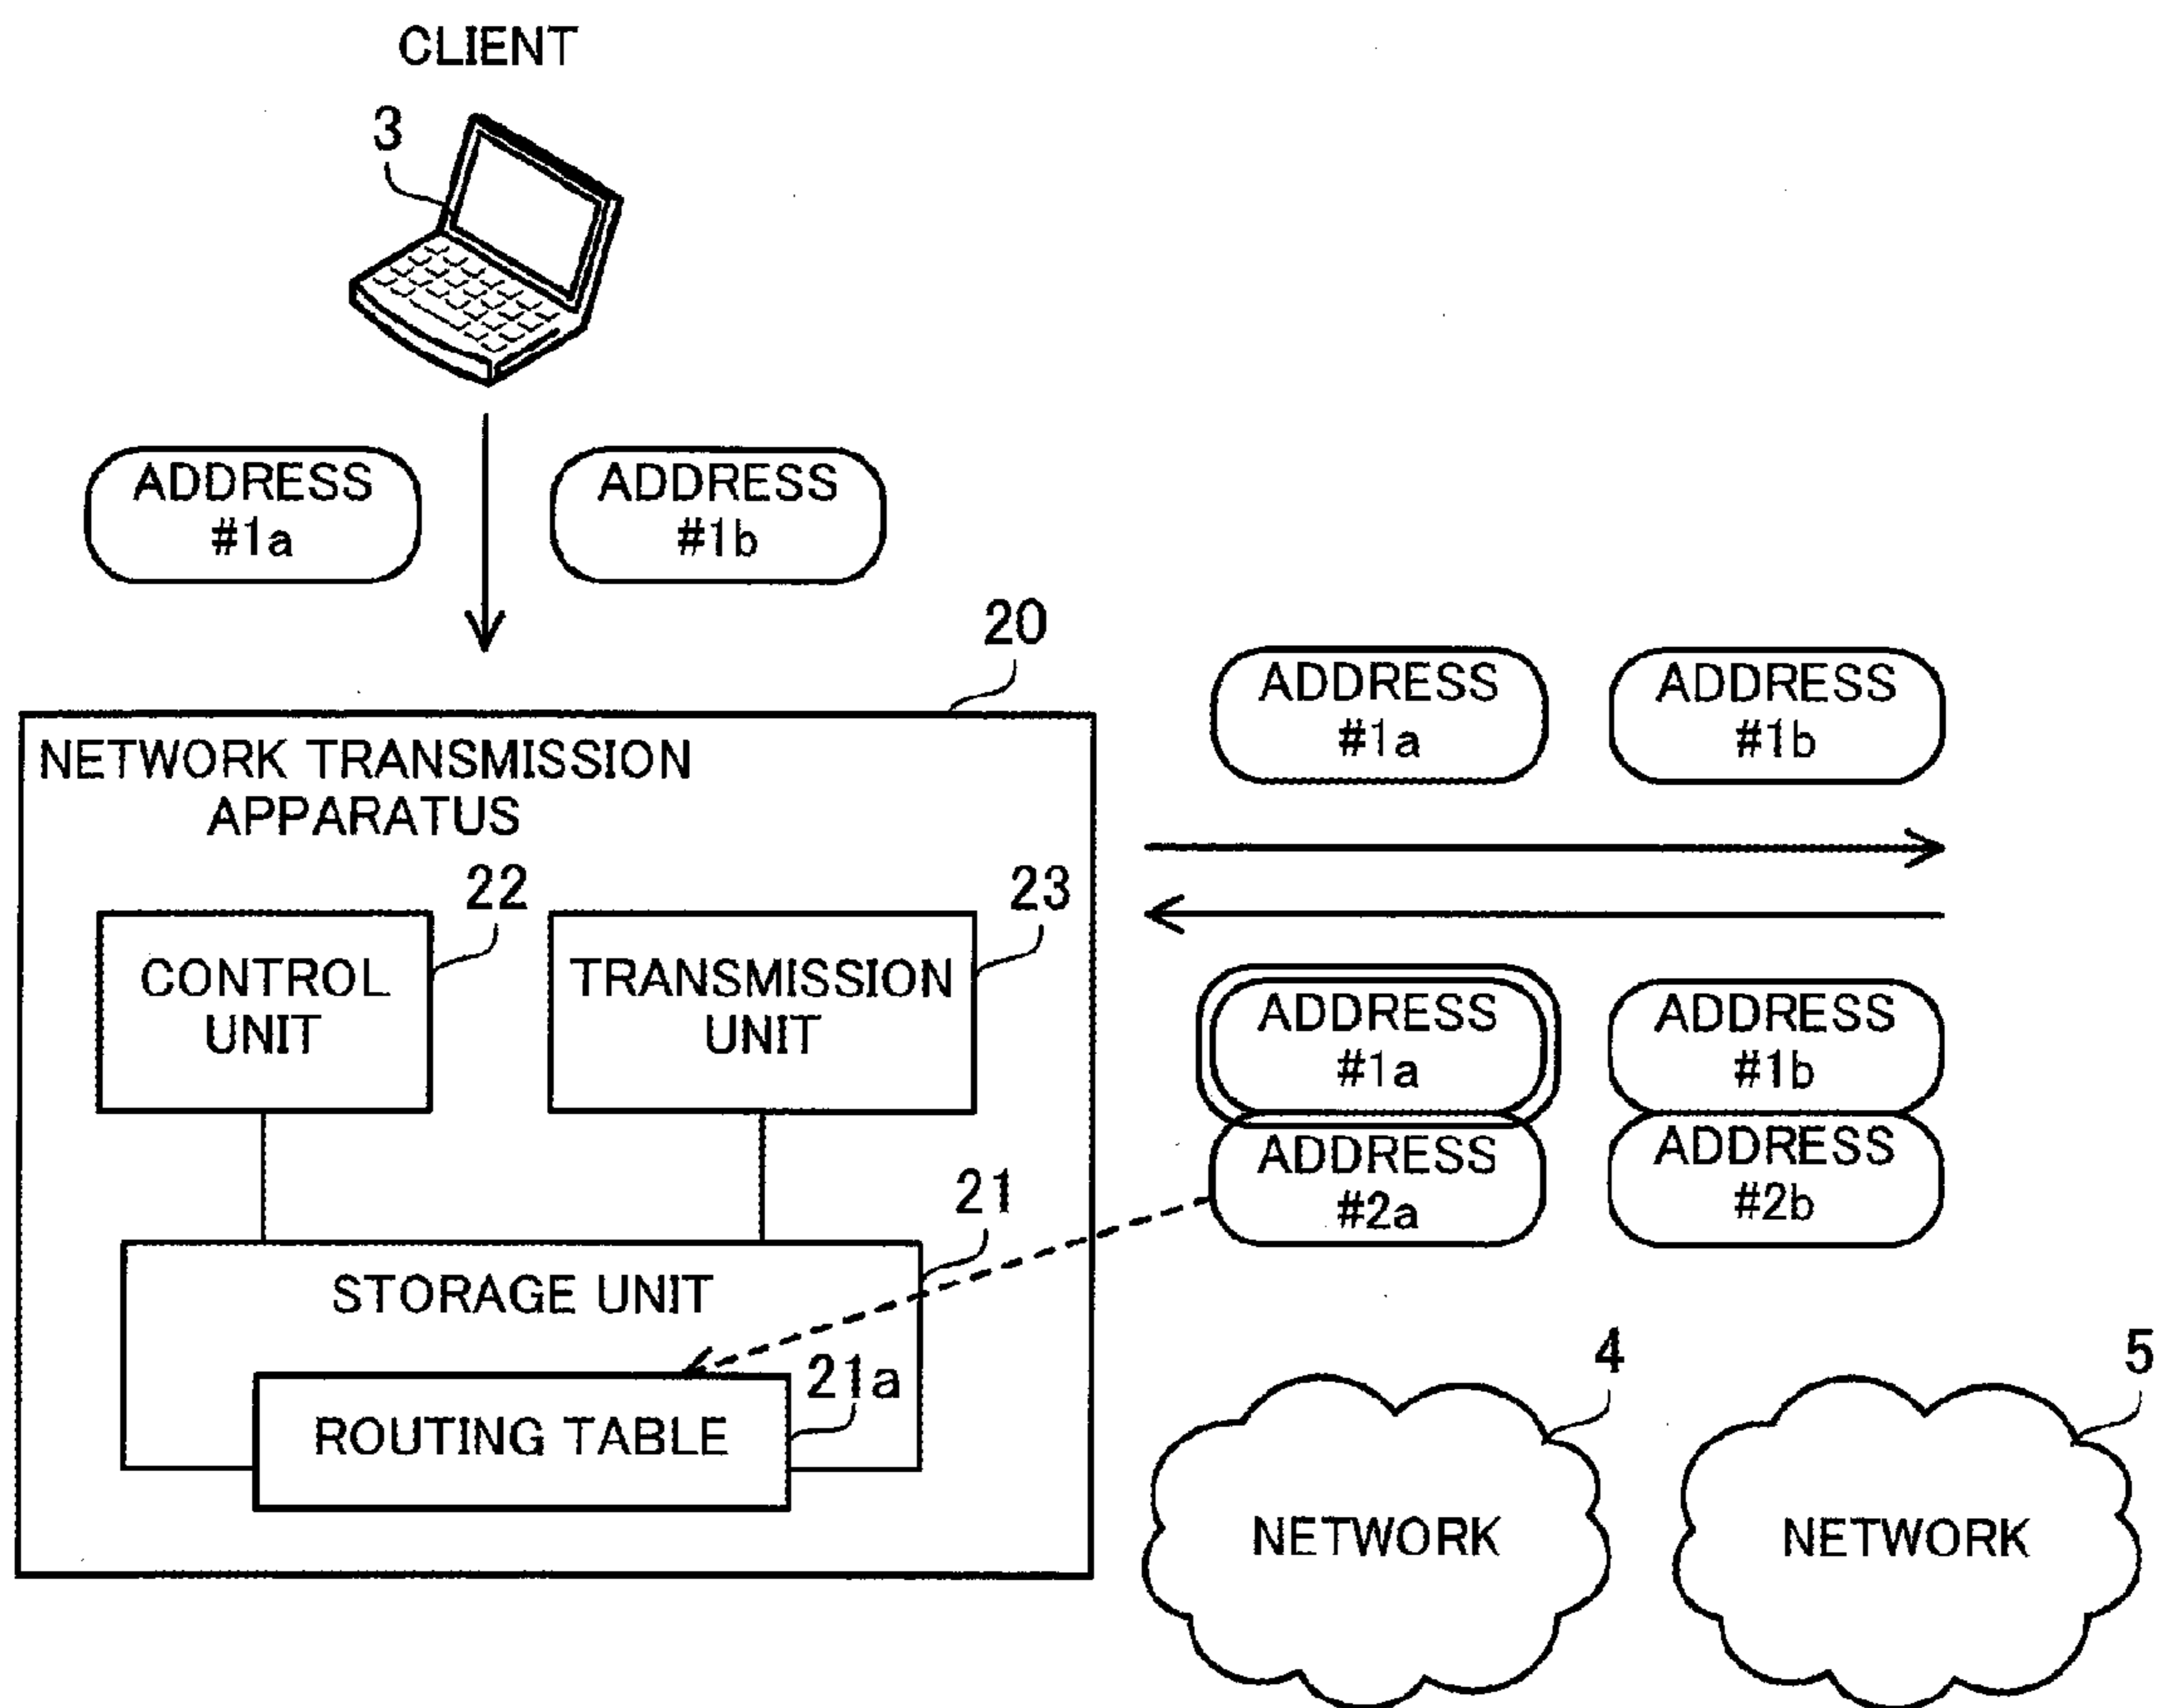 CLIENT
3
ADDRESS
#1a
ADDRESS
#1b
20
NETWORK TRANSMISSION
APPARATUS
22
CONTROL
UNIT
23
TRANSMISSION
UNIT
21
STORAGE UNIT
21a
ROUTING TABLE
ADDRESS
#1a
ADDRESS
#1b
ADDRESS
#1a
ADDRESS
#1b
ADDRESS
#2a
ADDRESS
#2b
4
NETWORK
5
NETWORK